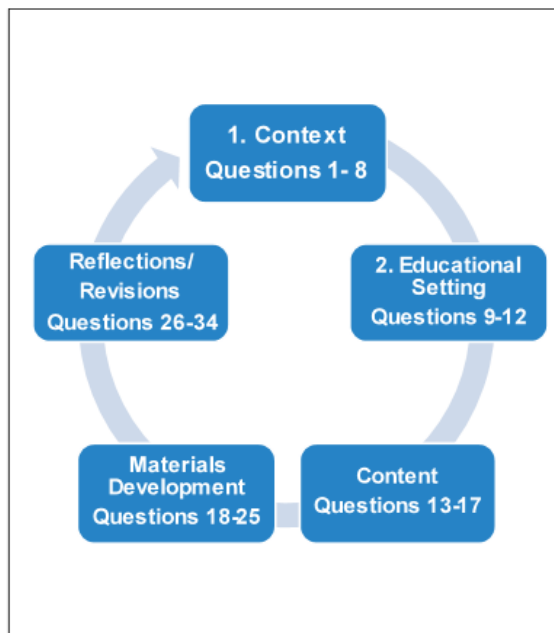 1. Context
Questions 1- 8
2. Educational
Setting
Questions 9-12
Content
Questions 13-17
Materials
Development
Questions 18-25
Reflections/
Revisions
Questions 26-34